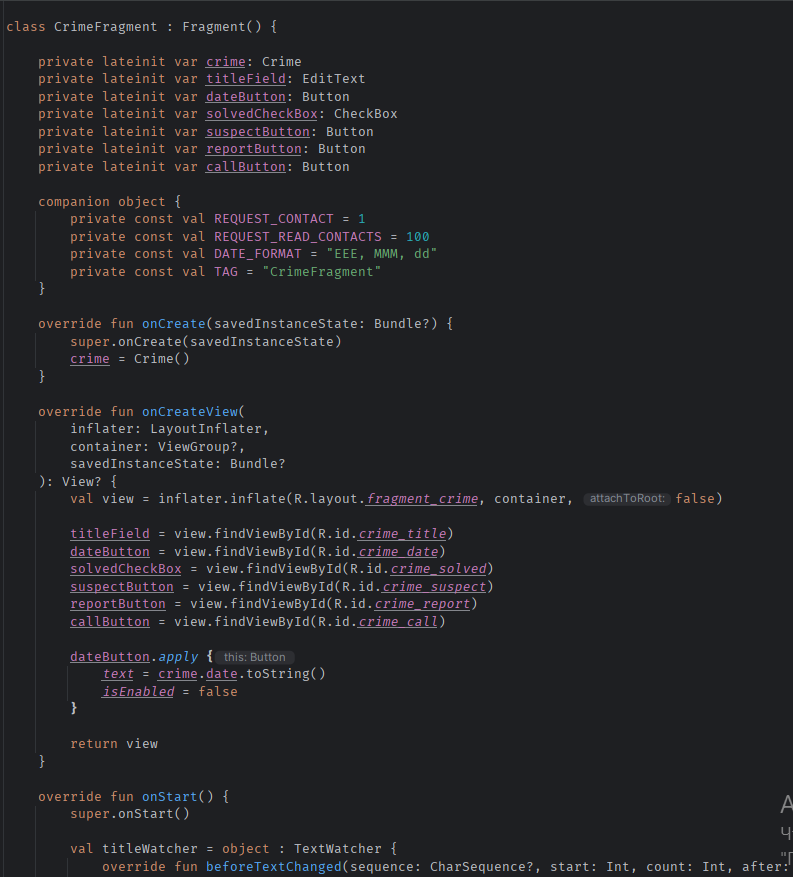 class CrimeFragment : Fragment() {
private lateinit var crime: Crime
private lateinit var titleField: EditText
private lateinit var dateButton: Button
private lateinit var solvedCheckBox: CheckBox
private lateinit var suspectButton: Button
private lateinit var reportButton: Button
private lateinit var callButton: Button
companion object {
private const val REQUEST_CONTACT = 1
private const val REQUEST_READ_CONTACTS = 100
private const val DATE_FORMAT = "EEE, MMM, dd"
private const val TAG = "CrimeFragment"
}
override fun onCreate(savedInstanceState: Bundle?) {
super.onCreate(savedInstanceState)
crime = Crime()
}
override fun onCreateView(
inflater: LayoutInflater,
container: ViewGroup?,
savedInstanceState: Bundle?
): View? {
val view = inflater.inflate(R.layout.fragment_crime, container, attachToRoot: false)
titleField = view.findViewById(R.id.crime_title)
dateButton = view.findViewById(R.id.crime_date)
solvedCheckBox = view.findViewById(R.id.crime_solved)
suspectButton = view.findViewById(R.id.crime_suspect)
reportButton = view.findViewById(R.id.crime_report)
callButton = view.findViewById(R.id.crime_call)
dateButton.apply { this: Button
text = crime.date.toString()
isEnabled = false
}
return view
}
override fun onStart() {
super.onStart()
val titleWatcher = object : TextWatcher {
override fun beforeTextChanged(sequence: CharSequence?, start: Int, count: Int, after: